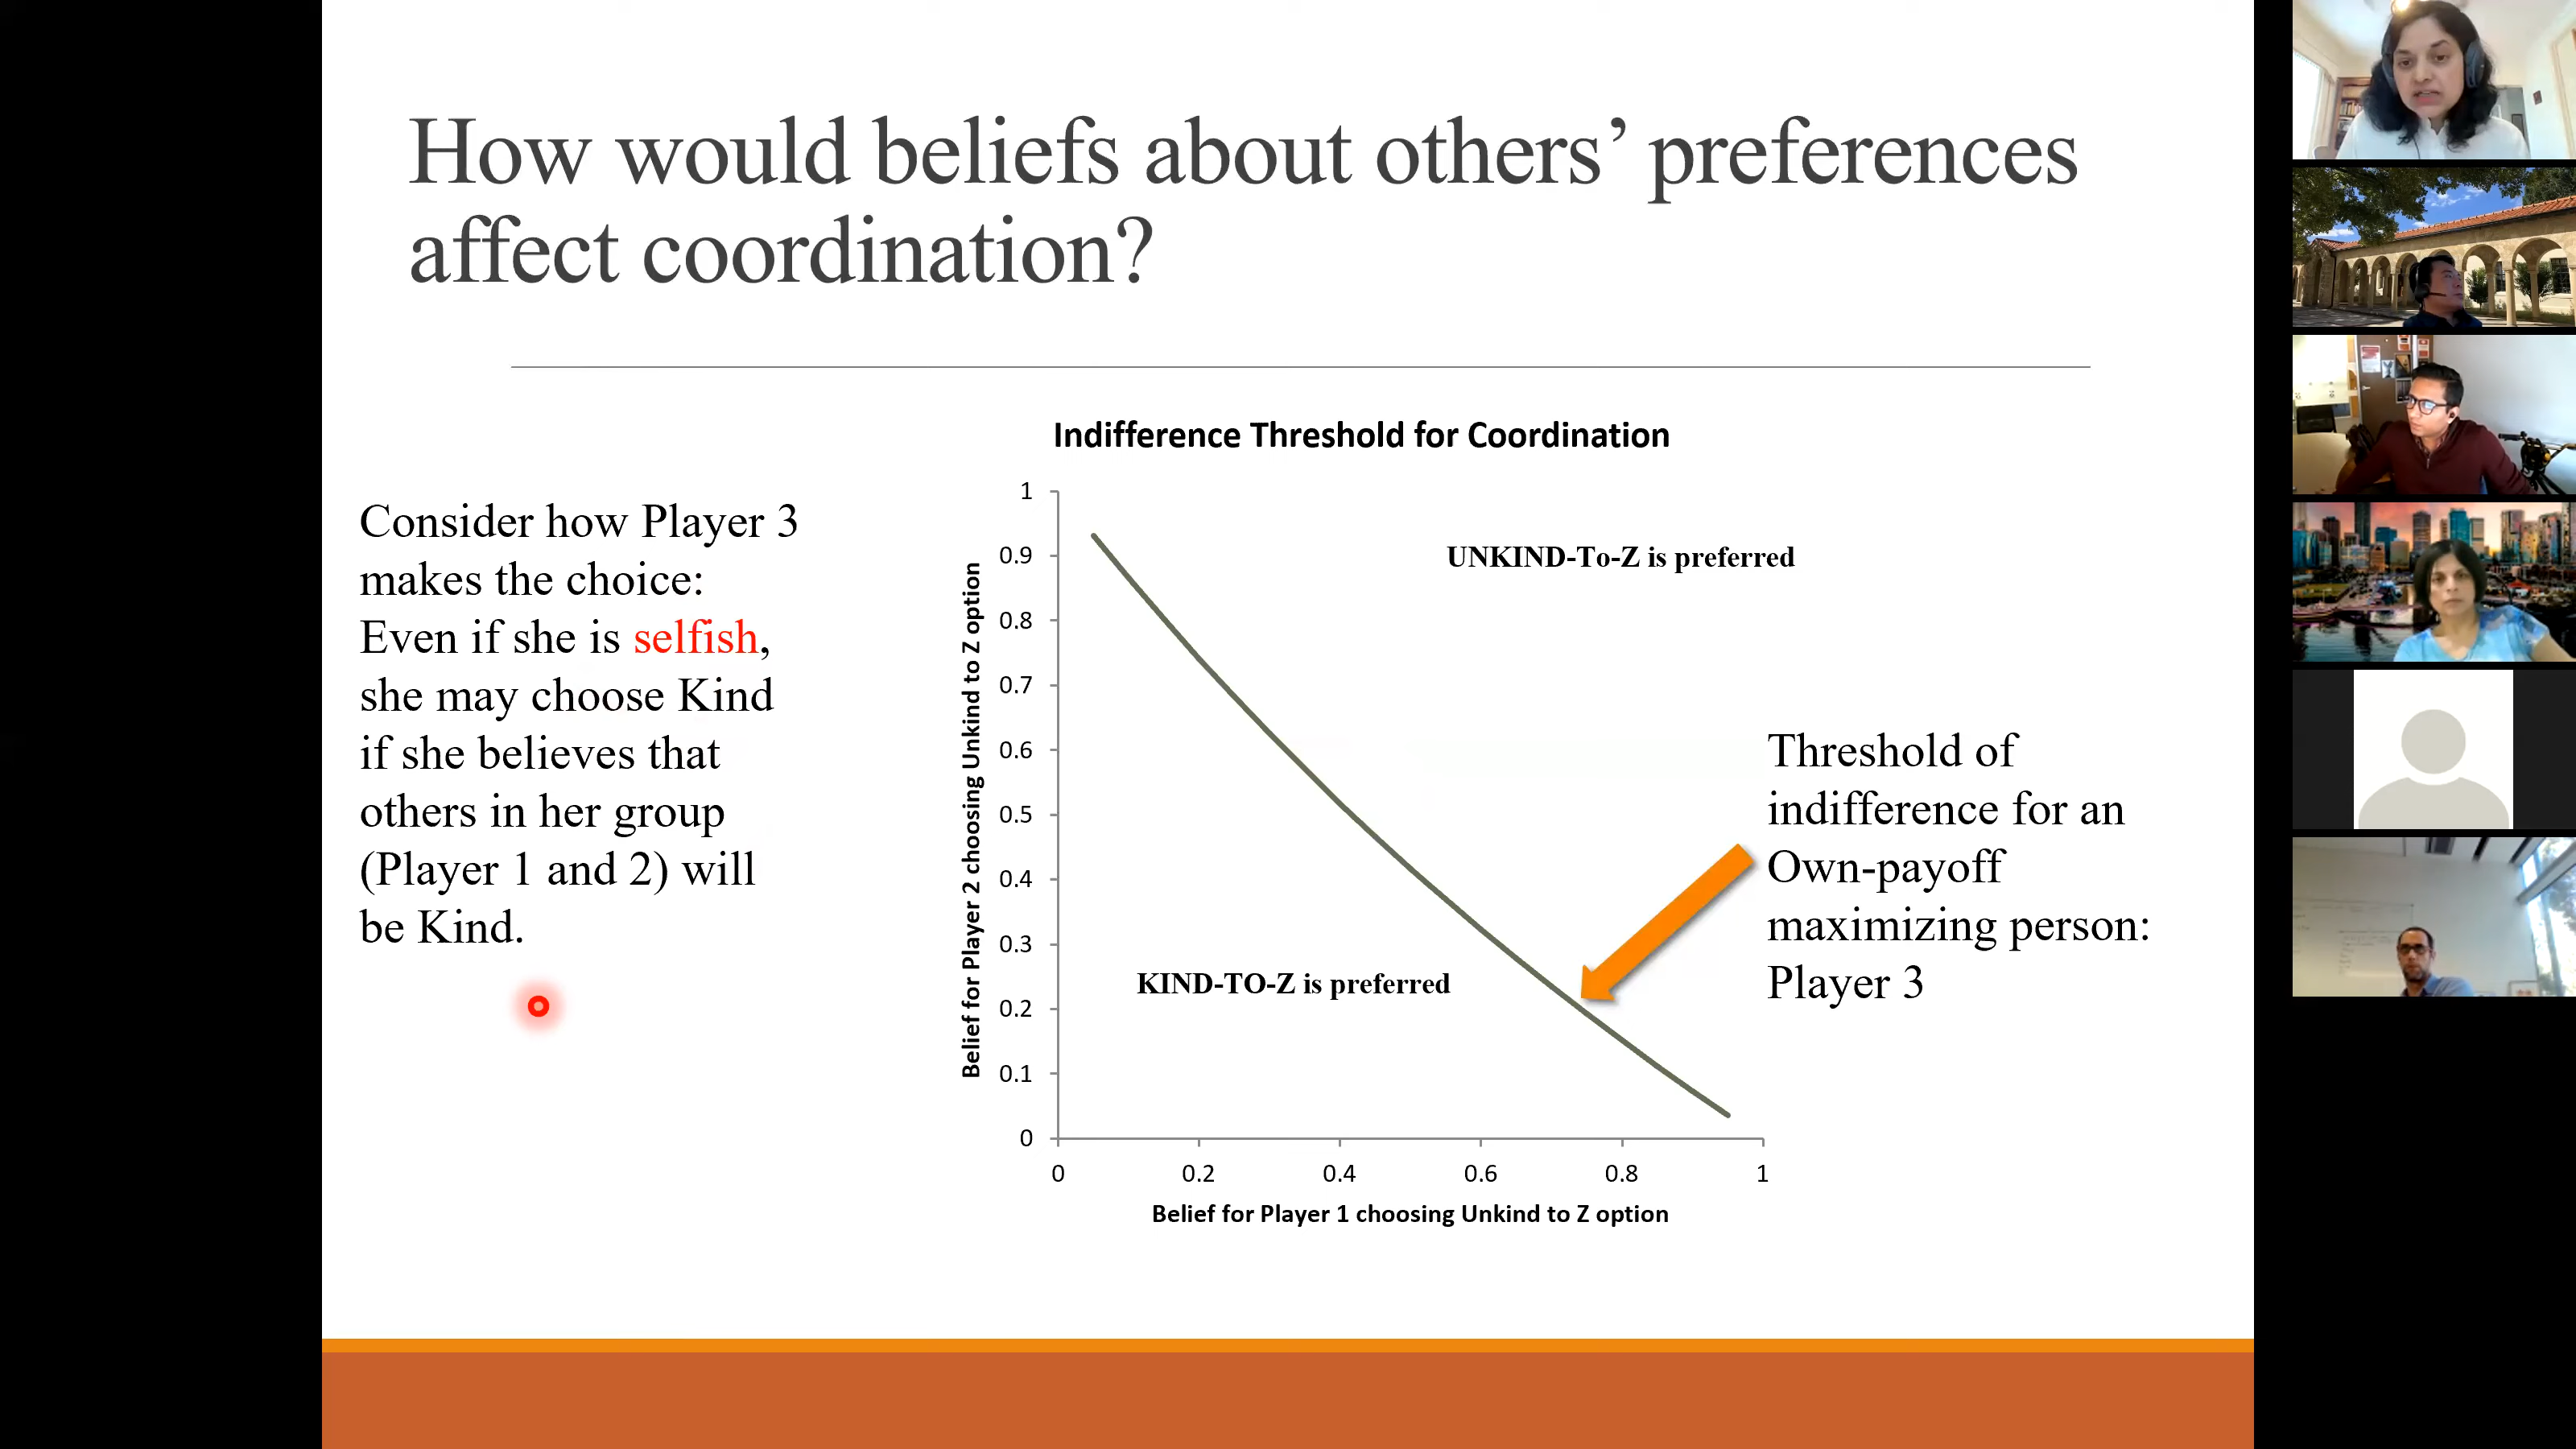 How would beliefs about others’ preferences
affect coordination?
Consider how Player 3
makes the choice:
Even if she is selfish,
she may choose Kind
if she believes that
others in her group
(Player 1 and 2) will
be Kind.
Indifference Threshold for Coordination
Belief for Player 2 choosing Unkind to Z option
1
0.9
0.8
0.7
0.6
0.5
0.4
0.3
0.2
0.1
0
UNKIND-To-Z is preferred
KIND-TO-Z is preferred
0 0.2 0.4 0.6 0.8 1
Belief for Player 1 choosing Unkind to Z option
Threshold of
indifference for an
Own-payoff
maximizing person:
Player 3